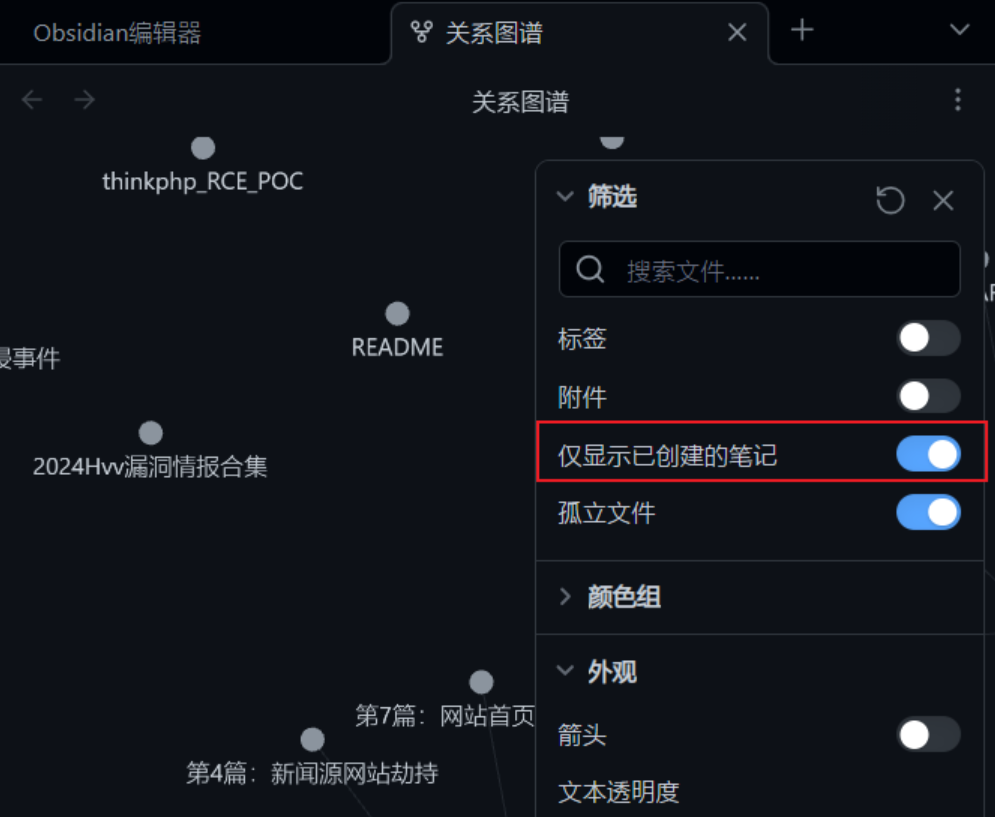 Obsidian编辑器
关系图谱
关系图谱
thinkphp_RCE_POC
筛选
搜索文件......
标签
README
事件
附件
2024Hvv漏洞情报合集
仅显示已创建的笔记
孤立文件
颜色组
外观
第7篇：网站首页
箭头
第4篇：新闻源网站劫持
文本透明度